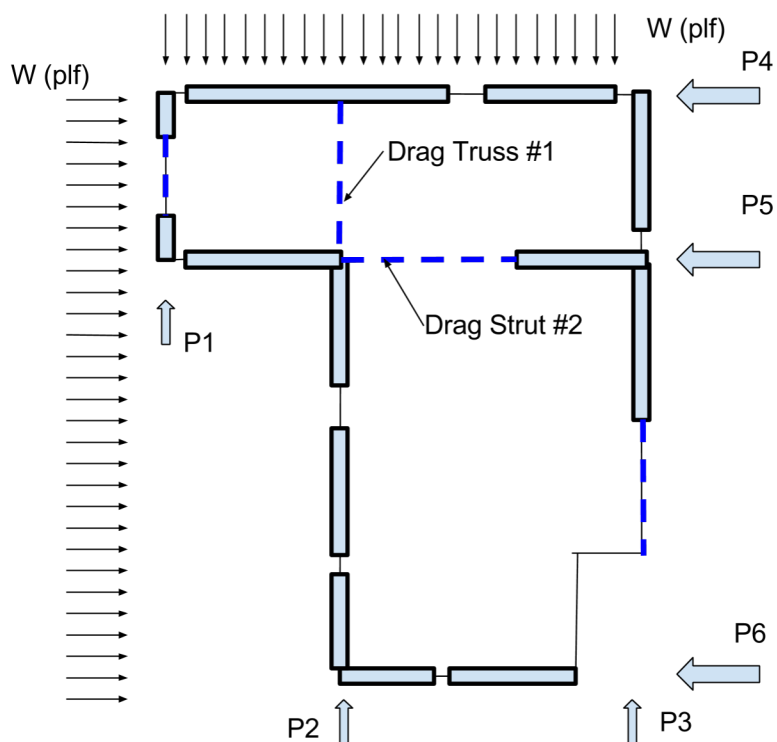 W (plf)
P4
W (plf)
Drag Truss #1
P5
Drag Strut #2
P1
P6
P2
P3